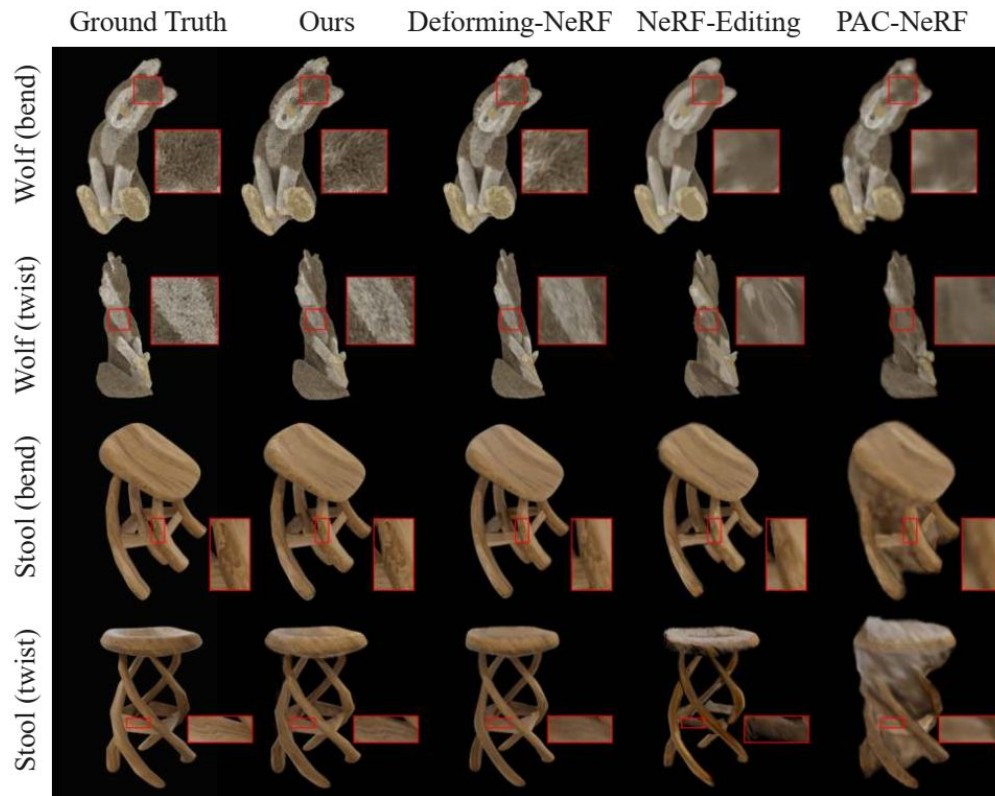 Ground Truth Ours Deforming-NeRF NeRF-Editing PAC-NeRF
Wolf (bend)
Wolf (twist)
Stool (bend)
Stool (twist)